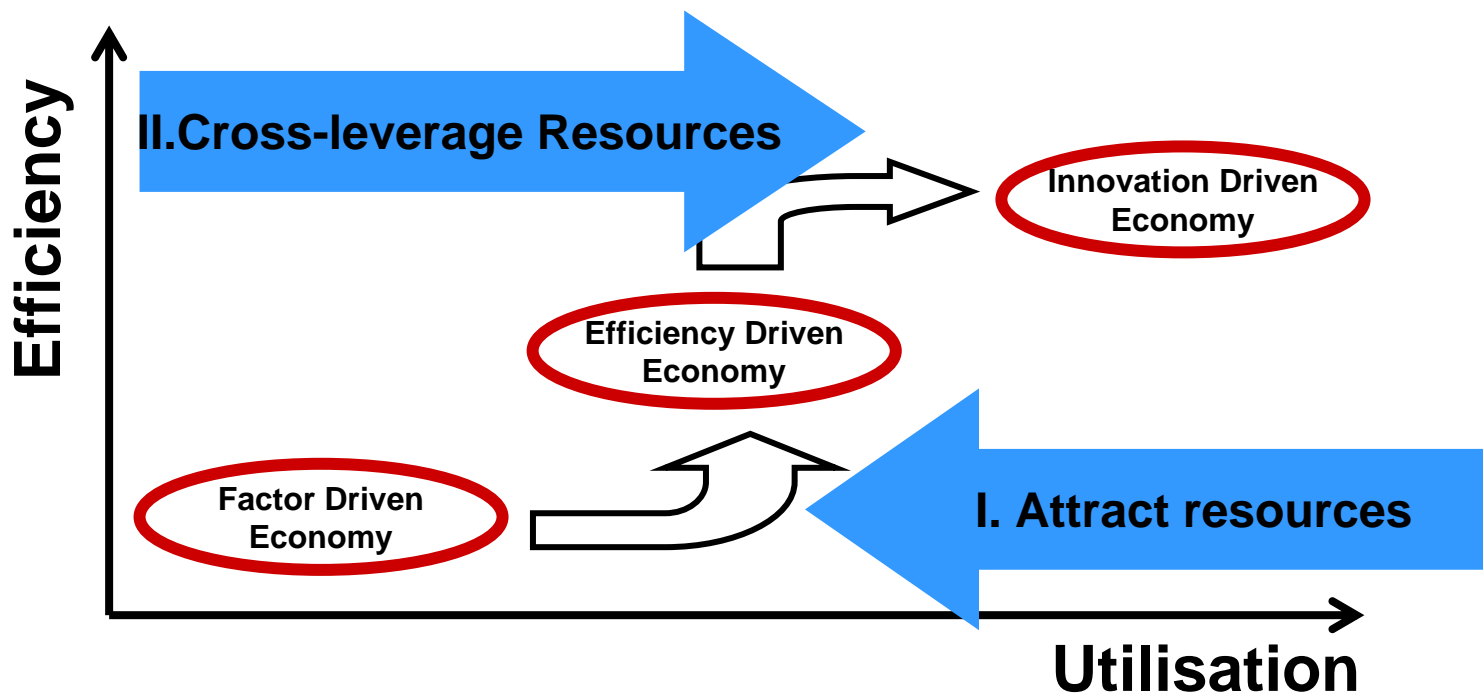 Efficiency
II.Cross-leverage Resources
Innovation Driven
Economy
Efficiency Driven
Economy
Factor Driven
Economy
I. Attract resources
Utilisation